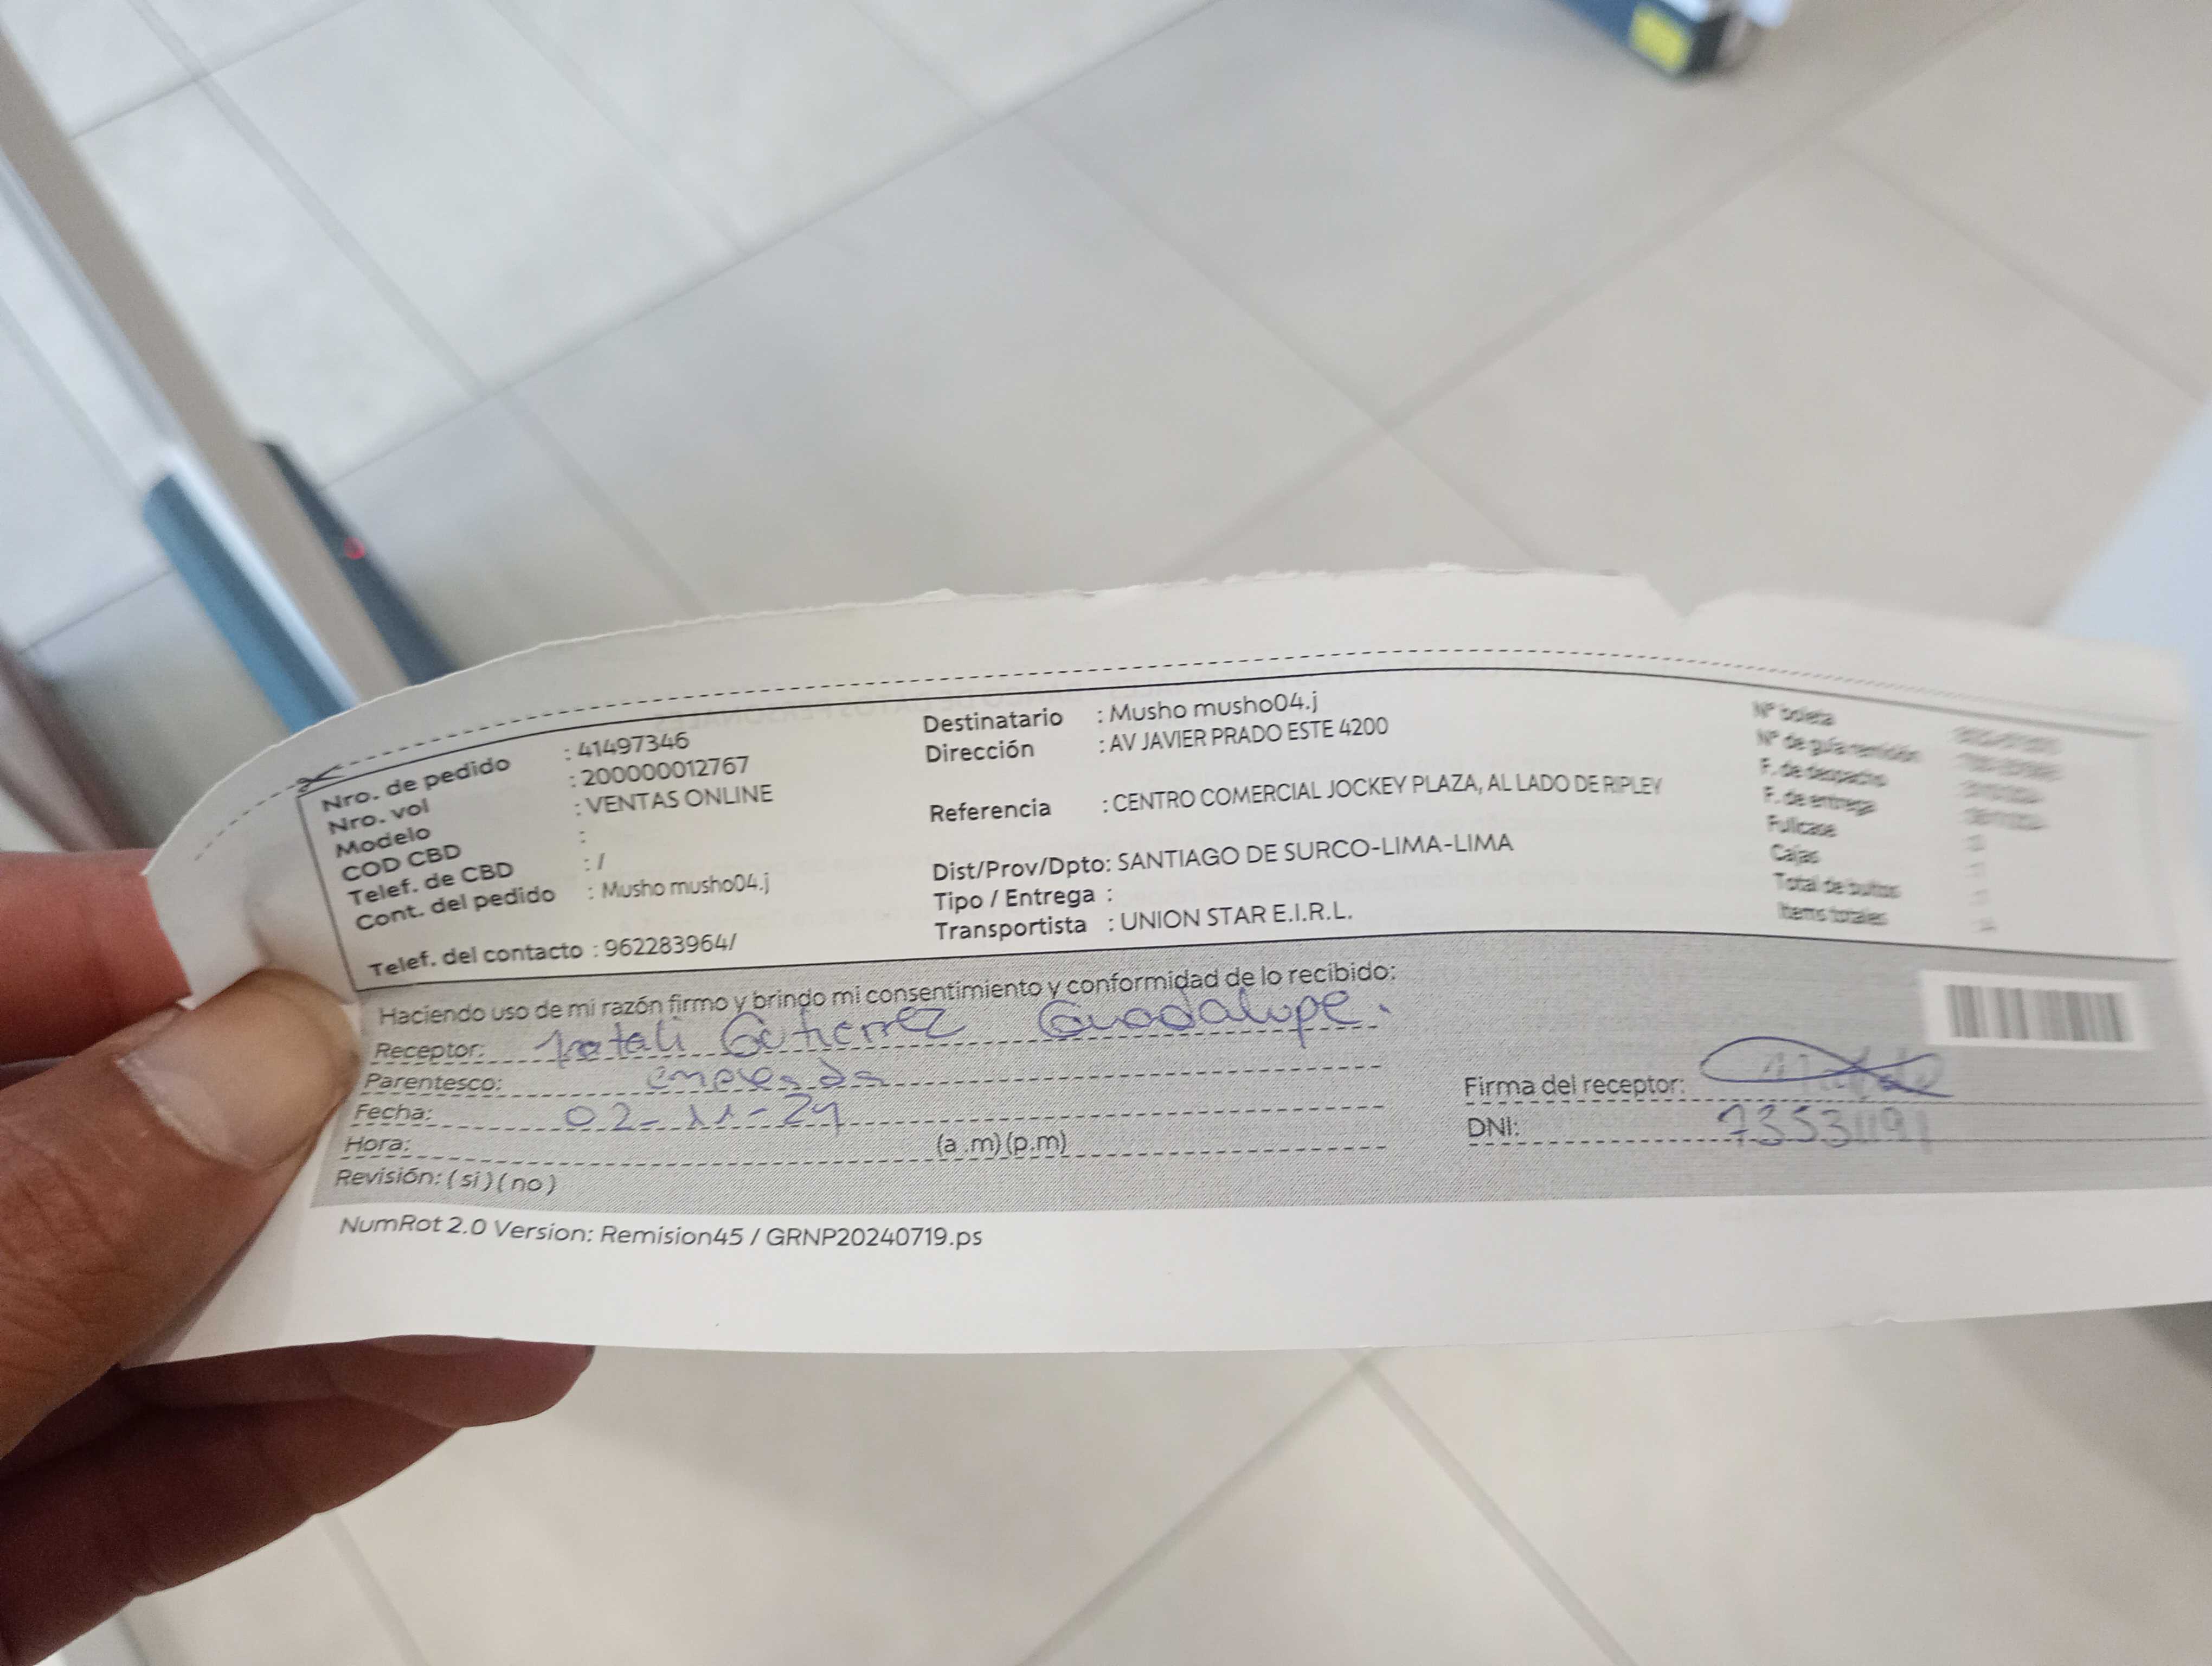 Nro. de pedido : 41497346
Nro. vol : 200000012767
Modelo : VENTAS ONLINE
COD CBD :
Telef. de CBD : /
Cont. del pedido : Musho musho04.j
Telef. del contacto : 962283964/
Destinatario : Musho musho04.j
Dirección : AV JAVIER PRADO ESTE 4200
Referencia : CENTRO COMERCIAL JOCKEY PLAZA, AL LADO DE RIPLEY
Dist/Prov/Dpto: SANTIAGO DE SURCO-LIMA-LIMA
Tipo / Entrega :
Transportista : UNION STAR E.I.R.L.
N° boleta
N° de guía remisión
F. de despacho
F. de entrega
Fullcase
Cajas
Total de bultos
Items totales
Haciendo uso de mi razón firmo y brindo mi consentimiento y conformidad de lo recibido:
Receptor: Natali Gutierrez Guadalupe.
Parentesco:
Fecha: 02-11-24
Hora: (a .m) (p.m)
Revisión: ( si ) ( no )
Firma del receptor:
DNI:
NumRot 2.0 Version: Remision45 / GRNP20240719.ps